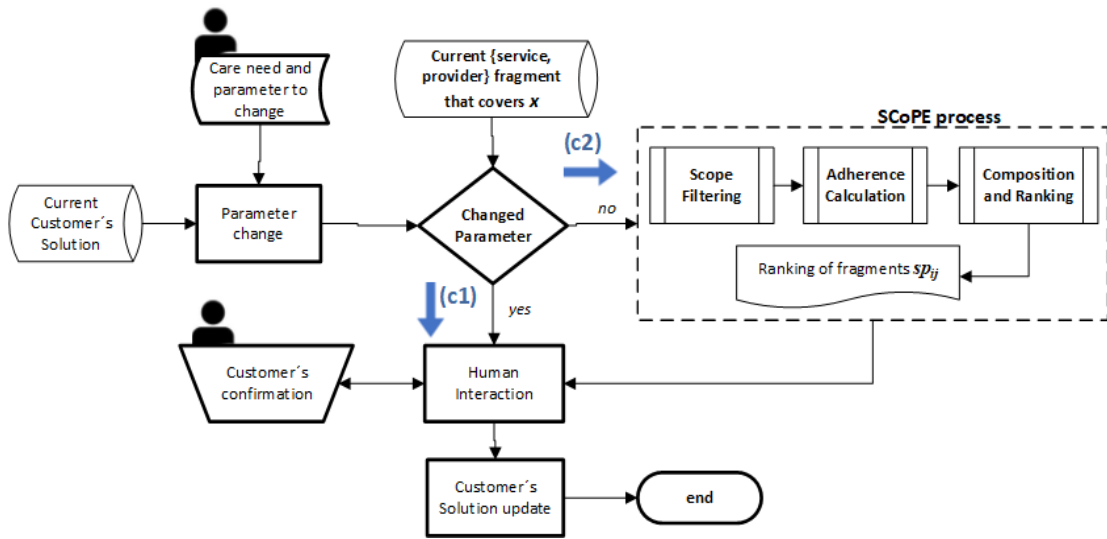 Care need and
parameter to
change
Current {service,
provider} fragment
that covers x
SCoPE process
(c2)
Scope
Filtering
Adherence
Calculation
Composition
and Ranking
Current
Customer´s
Solution
Parameter
change
Changed
Parameter
no
Ranking of fragments spij
(c1)
yes
Customer´s
confirmation
Human
Interaction
Customer´s
Solution update
end